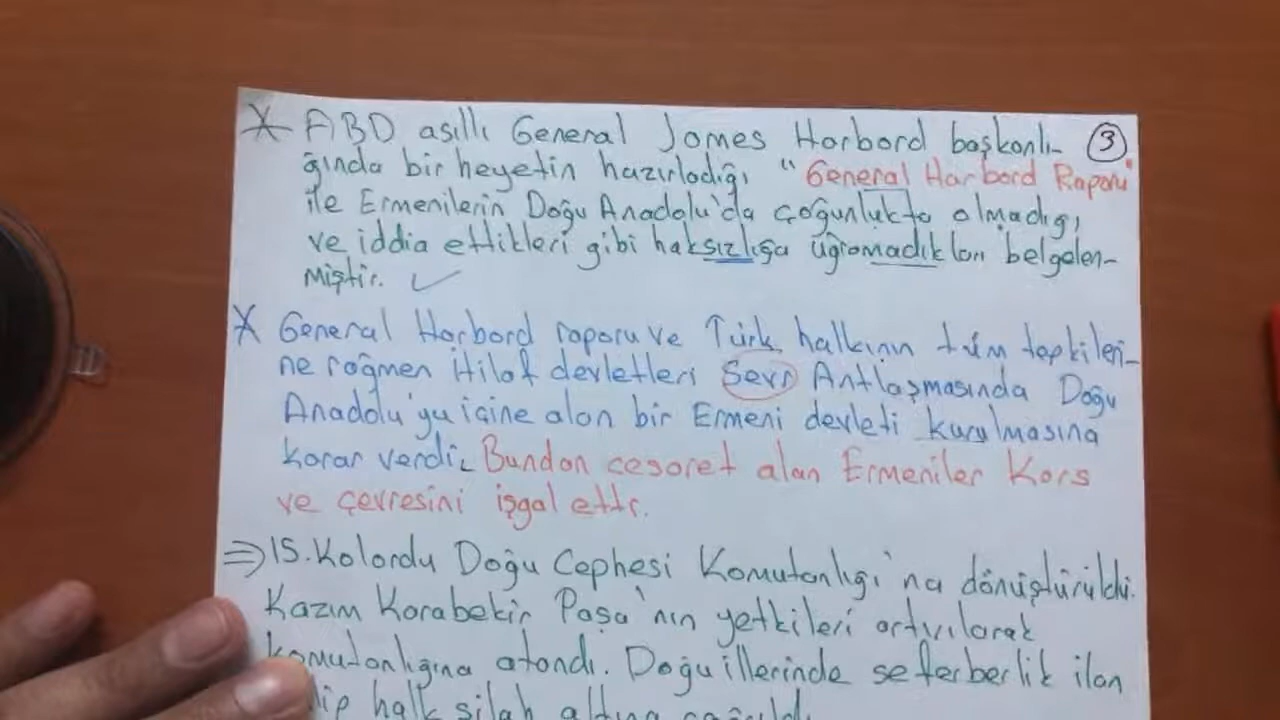 * ABD asıllı General James Harbord başkanlı- ③
ğında bir heyetin hazırladığı "General Harbord Raporu"
ile Ermenilerin Doğu Anadolu'da çoğunlukta olmadığı,
ve iddia ettikleri gibi haksızlığa uğramadıkları belgelen-
miştir. ✓
* General Harbord raporu ve Türk halkının tüm tepkileri-
ne rağmen itilaf devletleri Sevr Antlaşmasında Doğu
Anadolu'yu içine alan bir Ermeni devleti kurulmasına
karar verdi. Bundan cesaret alan Ermeniler Kars
ve çevresini işgal etti.
⇒ 15. Kolordu Doğu Cephesi Komutanlığı'na dönüştürüldü.
Kazım Karabekir Paşa'nın yetkileri artırılarak
komutanlığına atandı. Doğu illerinde seferberlik ilan
edip halk silah altına çağrıldı.